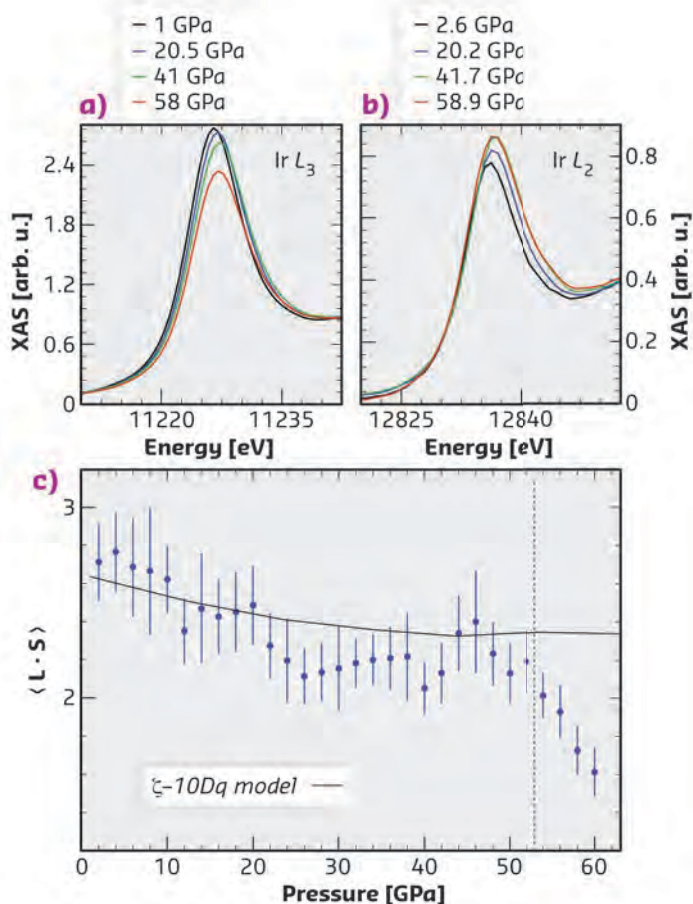 1 GPa
20.5 GPa
41 GPa
58 GPa
2.6 GPa
20.2 GPa
41.7 GPa
58.9 GPa
a)
b)
Ir L3
Ir L2
XAS [arb. u.]
2.4
1.8
1.2
0.6
0
0.8
0.6
0.4
0.2
0
XAS [arb. u.]
11220 11235
12825 12840
Energy [eV]
Energy [eV]
c)
3
2
⟨ L · S ⟩
ζ–10Dq model
0 10 20 30 40 50 60
Pressure [GPa]